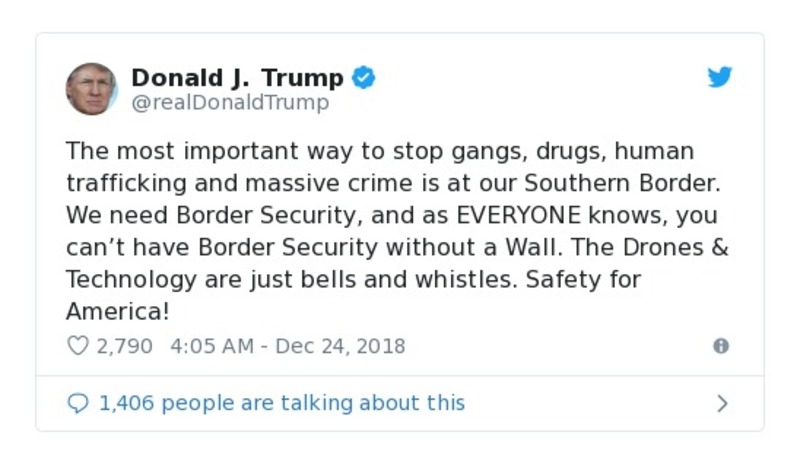 Donald J. Trump
@realDonaldTrump
The most important way to stop gangs, drugs, human
trafficking and massive crime is at our Southern Border.
We need Border Security, and as EVERYONE knows, you
can’t have Border Security without a Wall. The Drones &
Technology are just bells and whistles. Safety for
America!
2,790 4:05 AM - Dec 24, 2018
1,406 people are talking about this